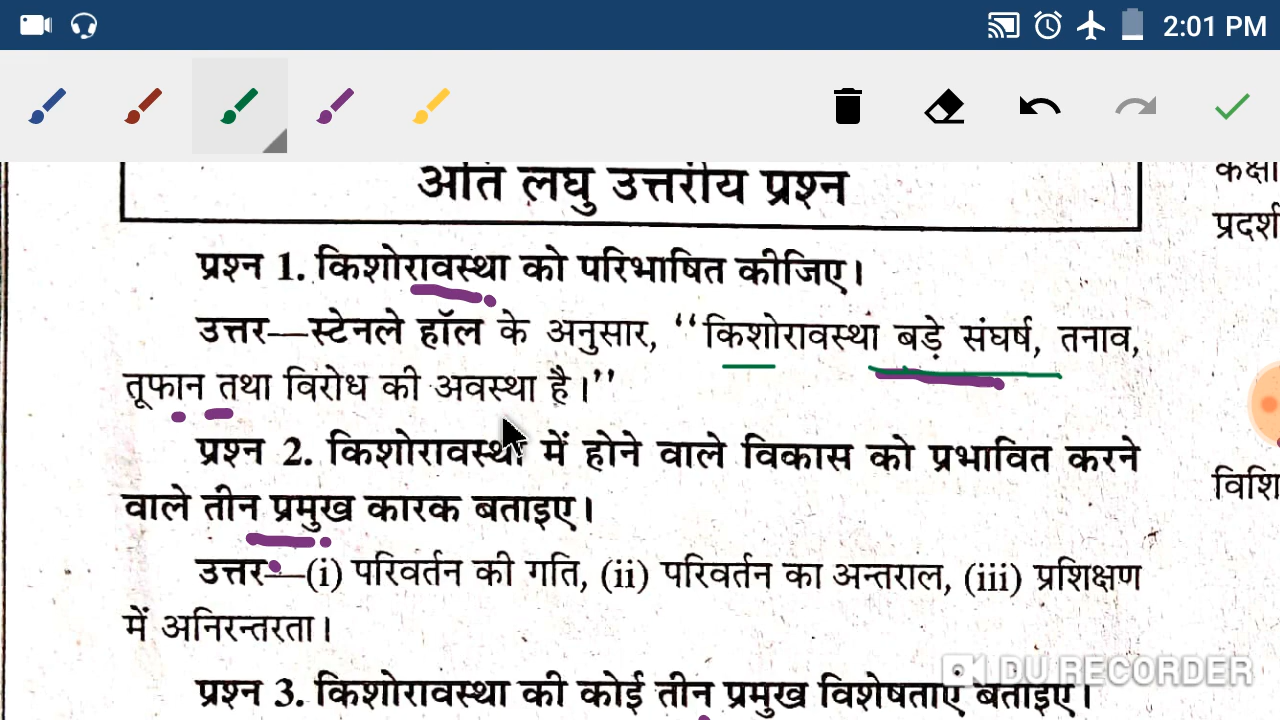 2:01 PM
अति लघु उत्तरीय प्रश्न
कक्षा
प्रदर्श
प्रश्न 1. किशोरावस्था को परिभाषित कीजिए।
उत्तर—स्टेनले हॉल के अनुसार, ‘‘किशोरावस्था बड़े संघर्ष, तनाव,
तूफान तथा विरोध की अवस्था है।’’
प्रश्न 2. किशोरावस्था में होने वाले विकास को प्रभावित करने
वाले तीन प्रमुख कारक बताइए।
विशि
उत्तर—(i) परिवर्तन की गति, (ii) परिवर्तन का अन्तराल, (iii) प्रशिक्षण
में अनिरन्तरता।
प्रश्न 3. किशोरावस्था की कोई तीन प्रमुख विशेषताएं बताइए।
DU RECORDER